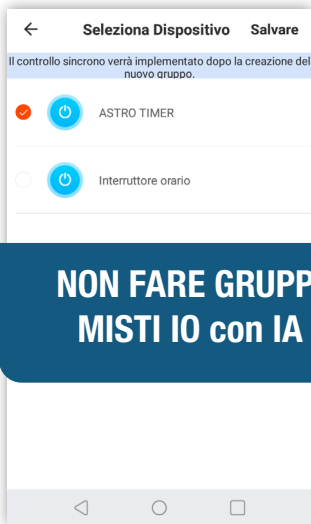 Seleziona Dispositivo Salvare
Il controllo sincrono verrà implementato dopo la creazione del
nuovo gruppo.
ASTRO TIMER
Interruttore orario
NON FARE GRUPP
MISTI IO con IA